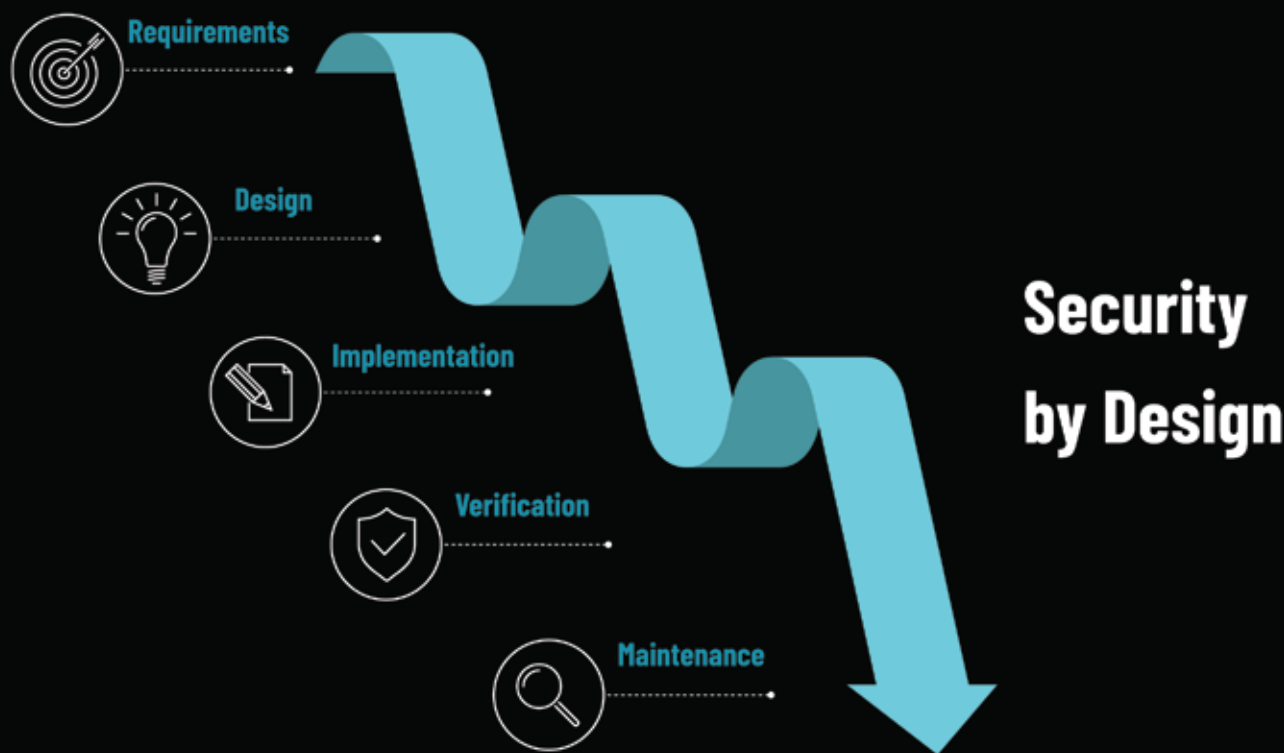 Requirements
Design
Implementation
Verification
Maintenance
Security
by Design